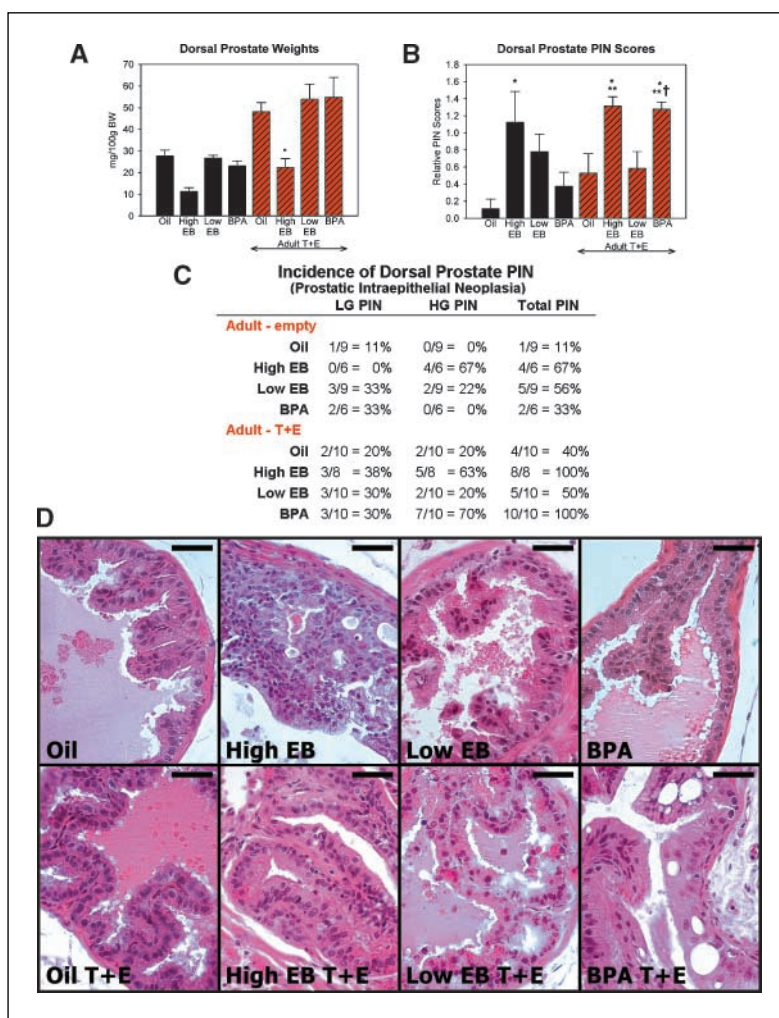 A
Dorsal Prostate Weights
mg/100g BW
70
60
50
40
30
20
10
0
Oil High EB Low EB BPA Oil High EB Low EB BPA
*
Adult T+E
B
Dorsal Prostate PIN Scores
Relative PIN Scores
1.8
1.6
1.4
1.2
1.0
0.8
0.6
0.4
0.2
0.0
* * ** * **†
Oil High EB Low EB BPA Oil High EB Low EB BPA
Adult T+E
C
Incidence of Dorsal Prostate PIN
(Prostatic Intraepithelial Neoplasia)
LG PIN HG PIN Total PIN
Adult - empty
Oil 1/9 = 11% 0/9 = 0% 1/9 = 11%
High EB 0/6 = 0% 4/6 = 67% 4/6 = 67%
Low EB 3/9 = 33% 2/9 = 22% 5/9 = 56%
BPA 2/6 = 33% 0/6 = 0% 2/6 = 33%
Adult - T+E
Oil 2/10 = 20% 2/10 = 20% 4/10 = 40%
High EB 3/8 = 38% 5/8 = 63% 8/8 = 100%
Low EB 3/10 = 30% 2/10 = 20% 5/10 = 50%
BPA 3/10 = 30% 7/10 = 70% 10/10 = 100%
D
Oil High EB Low EB BPA
Oil T+E High EB T+E Low EB T+E BPA T+E